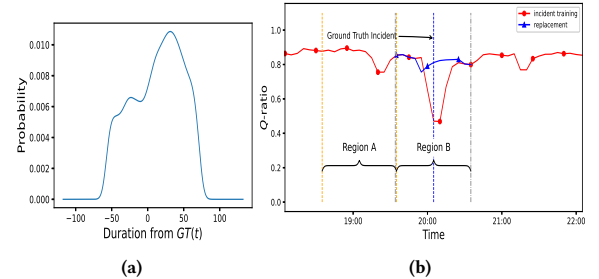 Probability
0.010
0.008
0.006
0.004
0.002
0.000
−100
−50
0
50
100
Duration from GT(t)
(a)
Q-ratio
1.0
0.8
0.6
0.4
0.2
0.0
incident training
replacement
Ground Truth Incident
Region A
Region B
19:00
20:00
21:00
22:00
Time
(b)